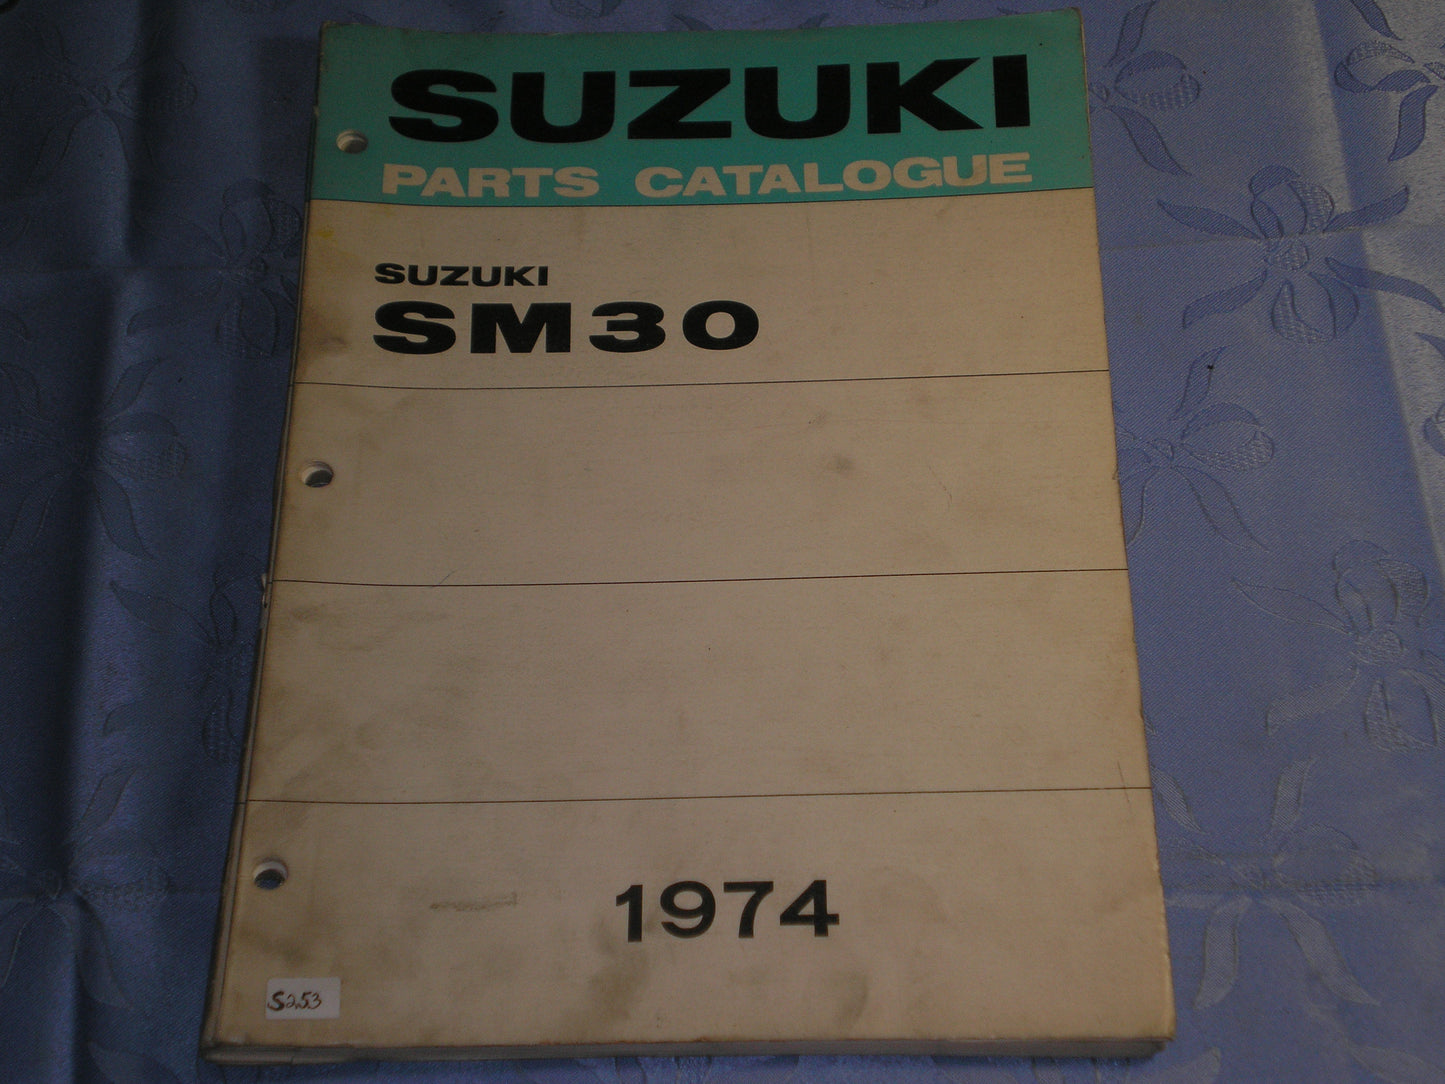 SUZUKI
PARTS CATALOGUE
SUZUKI
SM30
1974
S253